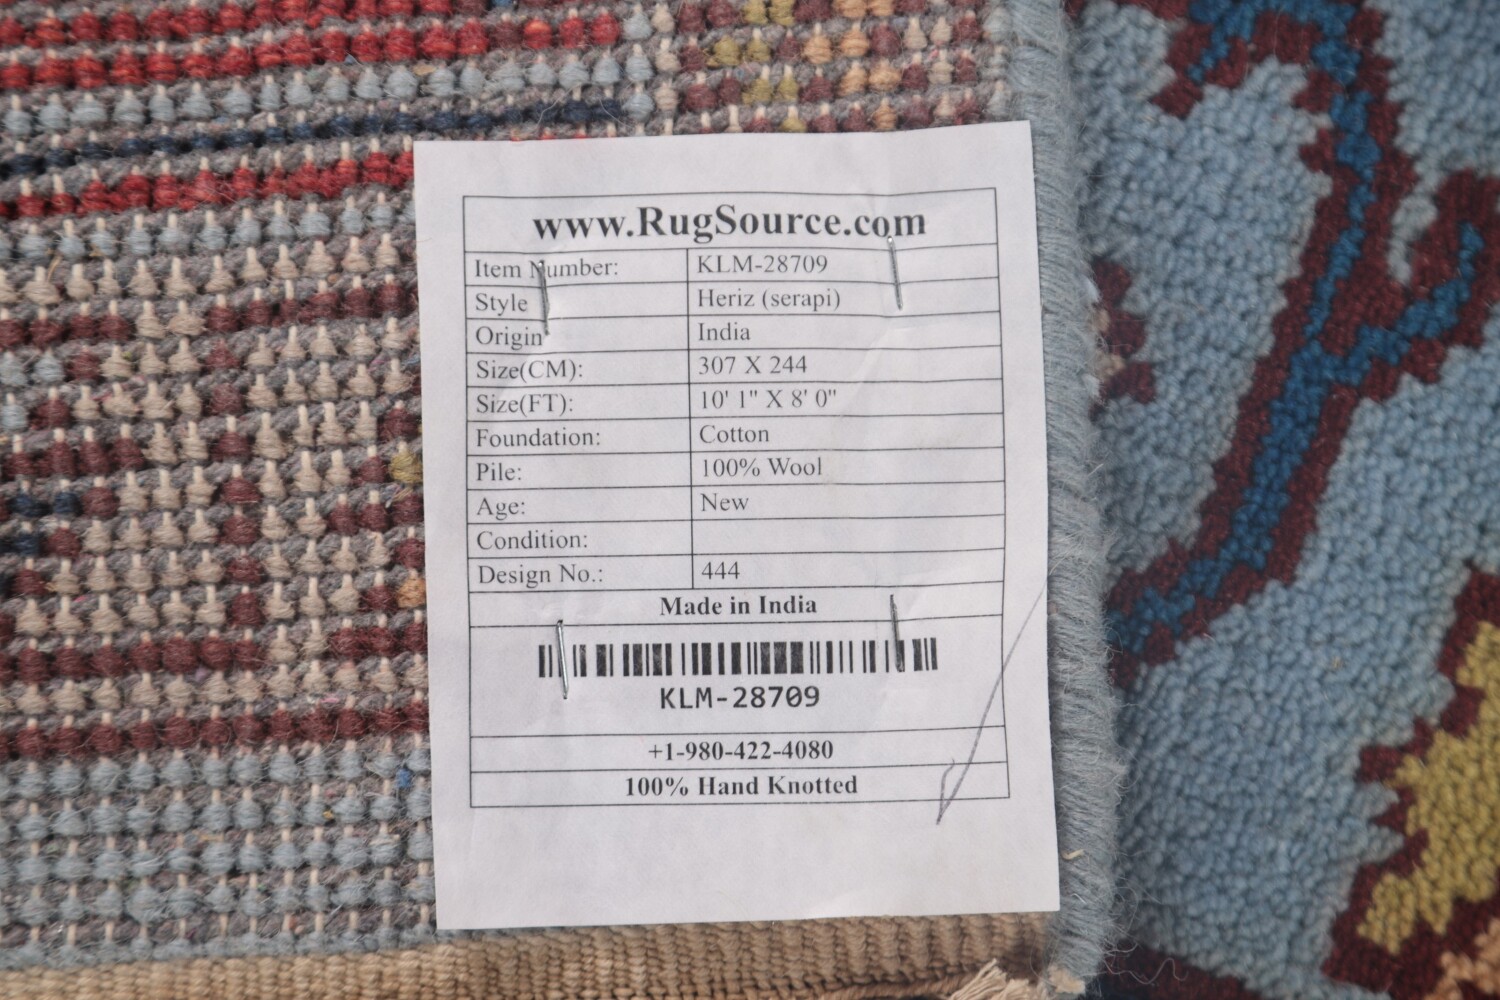 www.RugSource.com
Item Number: KLM-28709
Style Heriz (serapi)
Origin India
Size(CM): 307 X 244
Size(FT): 10' 1" X 8' 0"
Foundation: Cotton
Pile: 100% Wool
Age: New
Condition:
Design No.: 444
Made in India
KLM-28709
+1-980-422-4080
100% Hand Knotted